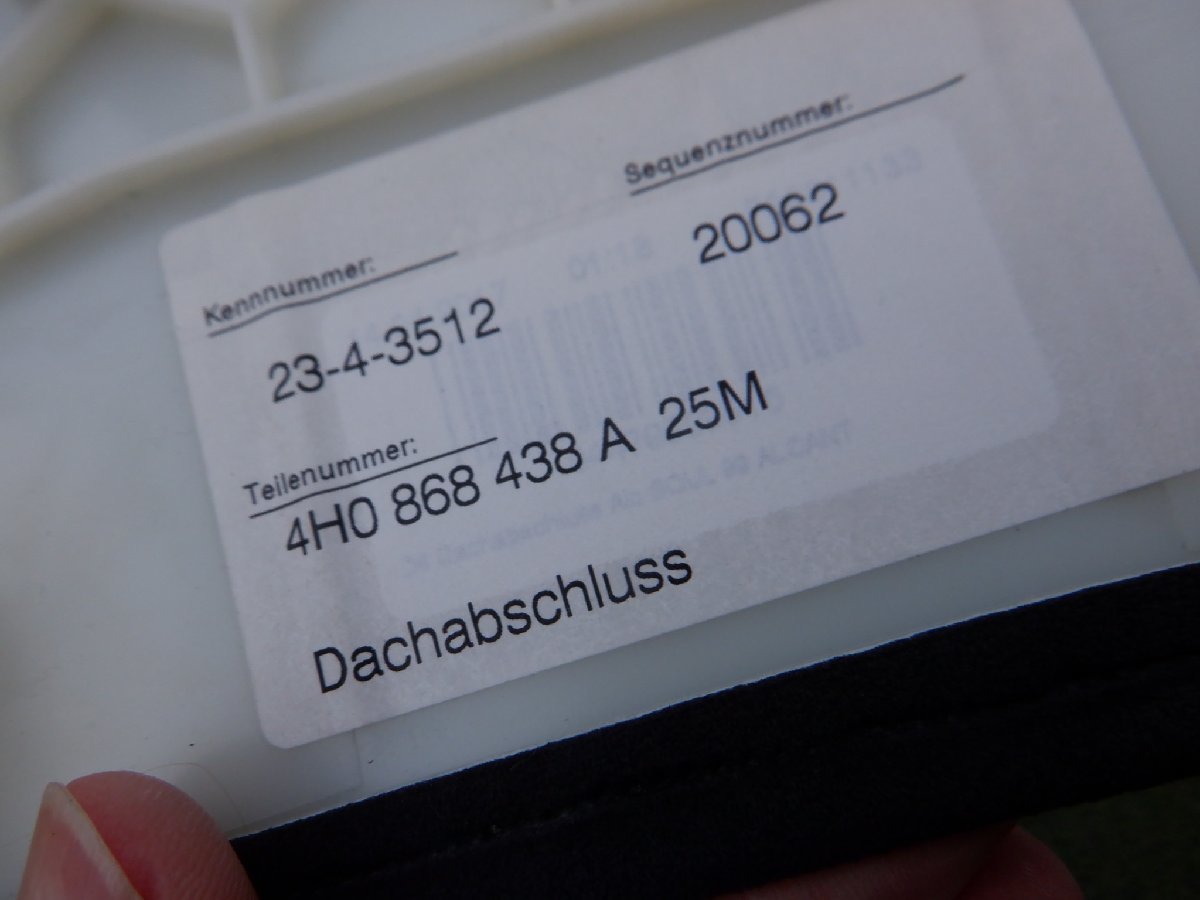 Sequenznummer:
Kennnummer:
20062
23-4-3512
Teilenummer:
4H0 868 438 A 25M
Dachabschluss